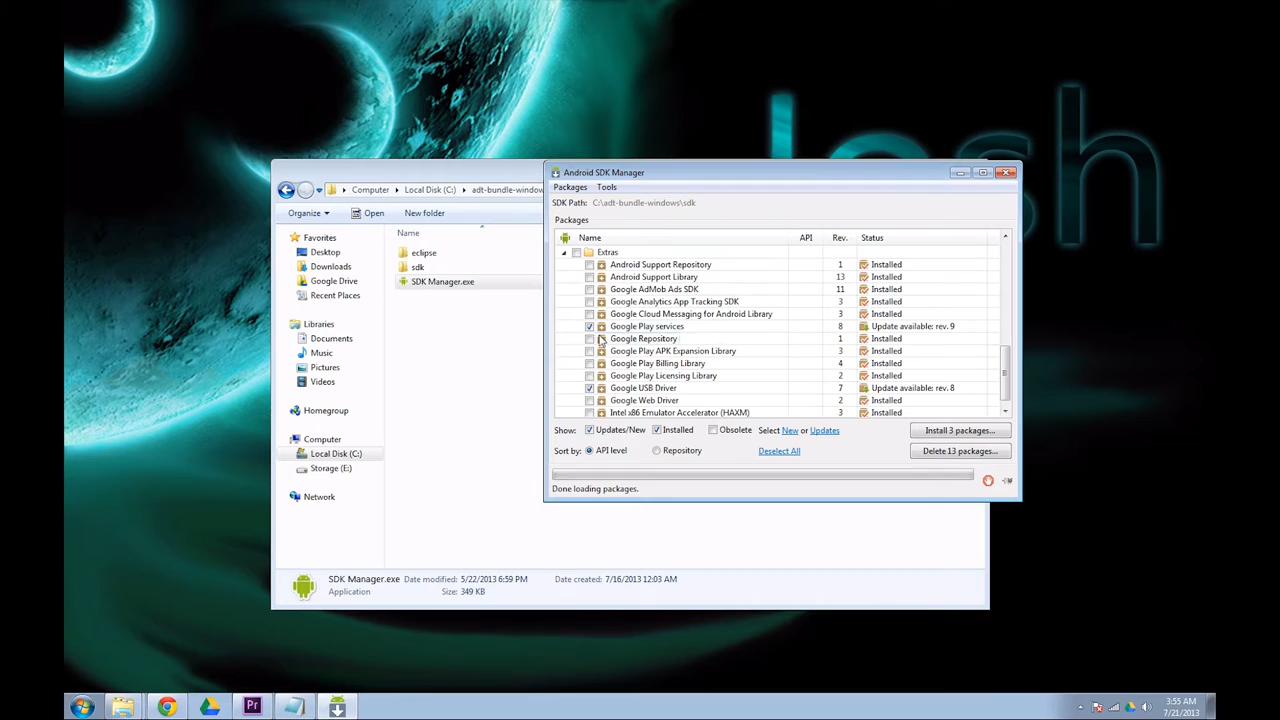 Josh
Computer
Local Disk (C:)
adt-bundle-window
Organize
Open
New folder
Favorites
Desktop
Downloads
Google Drive
Recent Places
Libraries
Documents
Music
Videos
Homegroup
Computer
Local Disk (C:)
Storage (E:)
Network
Name
eclipse
sdk
SDK Manager.exe
SDK Manager.exe Date modified: 5/22/2013 6:59 PM Date created: 7/16/2013 12:03 AM
Application Size: 349 KB
Android SDK Manager
Packages Tools
SDK Path: C:\adt-bundle-windows\sdk
Packages
Name API Rev. Status
Extras
Android Support Repository 1 Installed
Android Support Library 13 Installed
Google AdMob Ads SDK 11 Installed
Google Analytics App Tracking SDK 3 Installed
Google Cloud Messaging for Android Library 3 Installed
Google Play services 8 Update available: rev. 9
Google Repository 1 Installed
Google Play APK Expansion Library 3 Installed
Google Play Billing Library 4 Installed
Google Play Licensing Library 2 Installed
Google USB Driver 7 Update available: rev. 8
Google Web Driver 2 Installed
Intel x86 Emulator Accelerator (HAXM) 3 Installed
Show: Updates/New Installed Obsolete Select New or Updates Install 3 packages...
Sort by: API level Repository Deselect All Delete 13 packages...
Done loading packages.
Pr
3:55 AM
7/21/2013